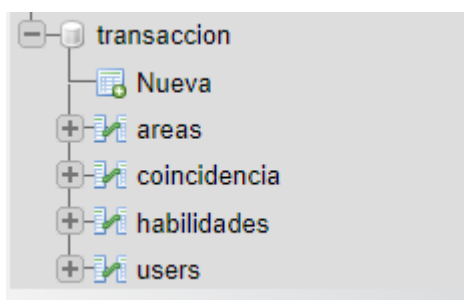 transaccion
Nueva
areas
coincidencia
habilidades
users